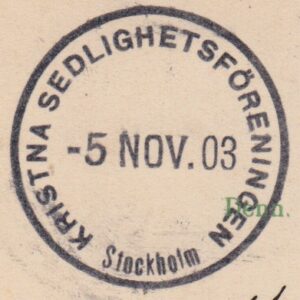 KRISTNA SEDLIGHETSFÖRENINGEN
-5 NOV. 03
Stockholm